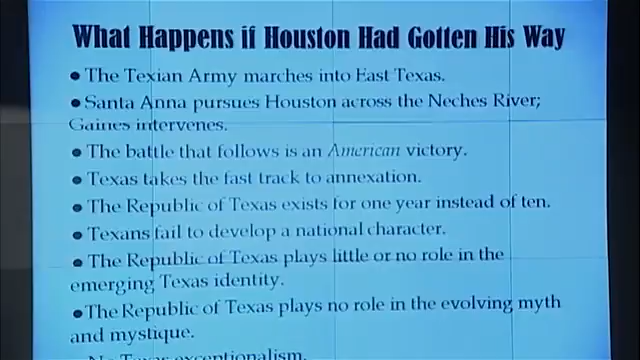 What Happens if Houston Had Gotten His Way
● The Texian Army marches into East Texas.
● Santa Anna pursues Houston across the Neches River;
Gaines intervenes.
● The battle that follows is an American victory.
● Texas takes the fast track to annexation.
● The Republic of Texas exists for one year instead of ten.
● Texans fail to develop a national character.
● The Republic of Texas plays little or no role in the
emerging Texas identity.
● The Republic of Texas plays no role in the evolving myth
and mystique.
No Texas exceptionalism.